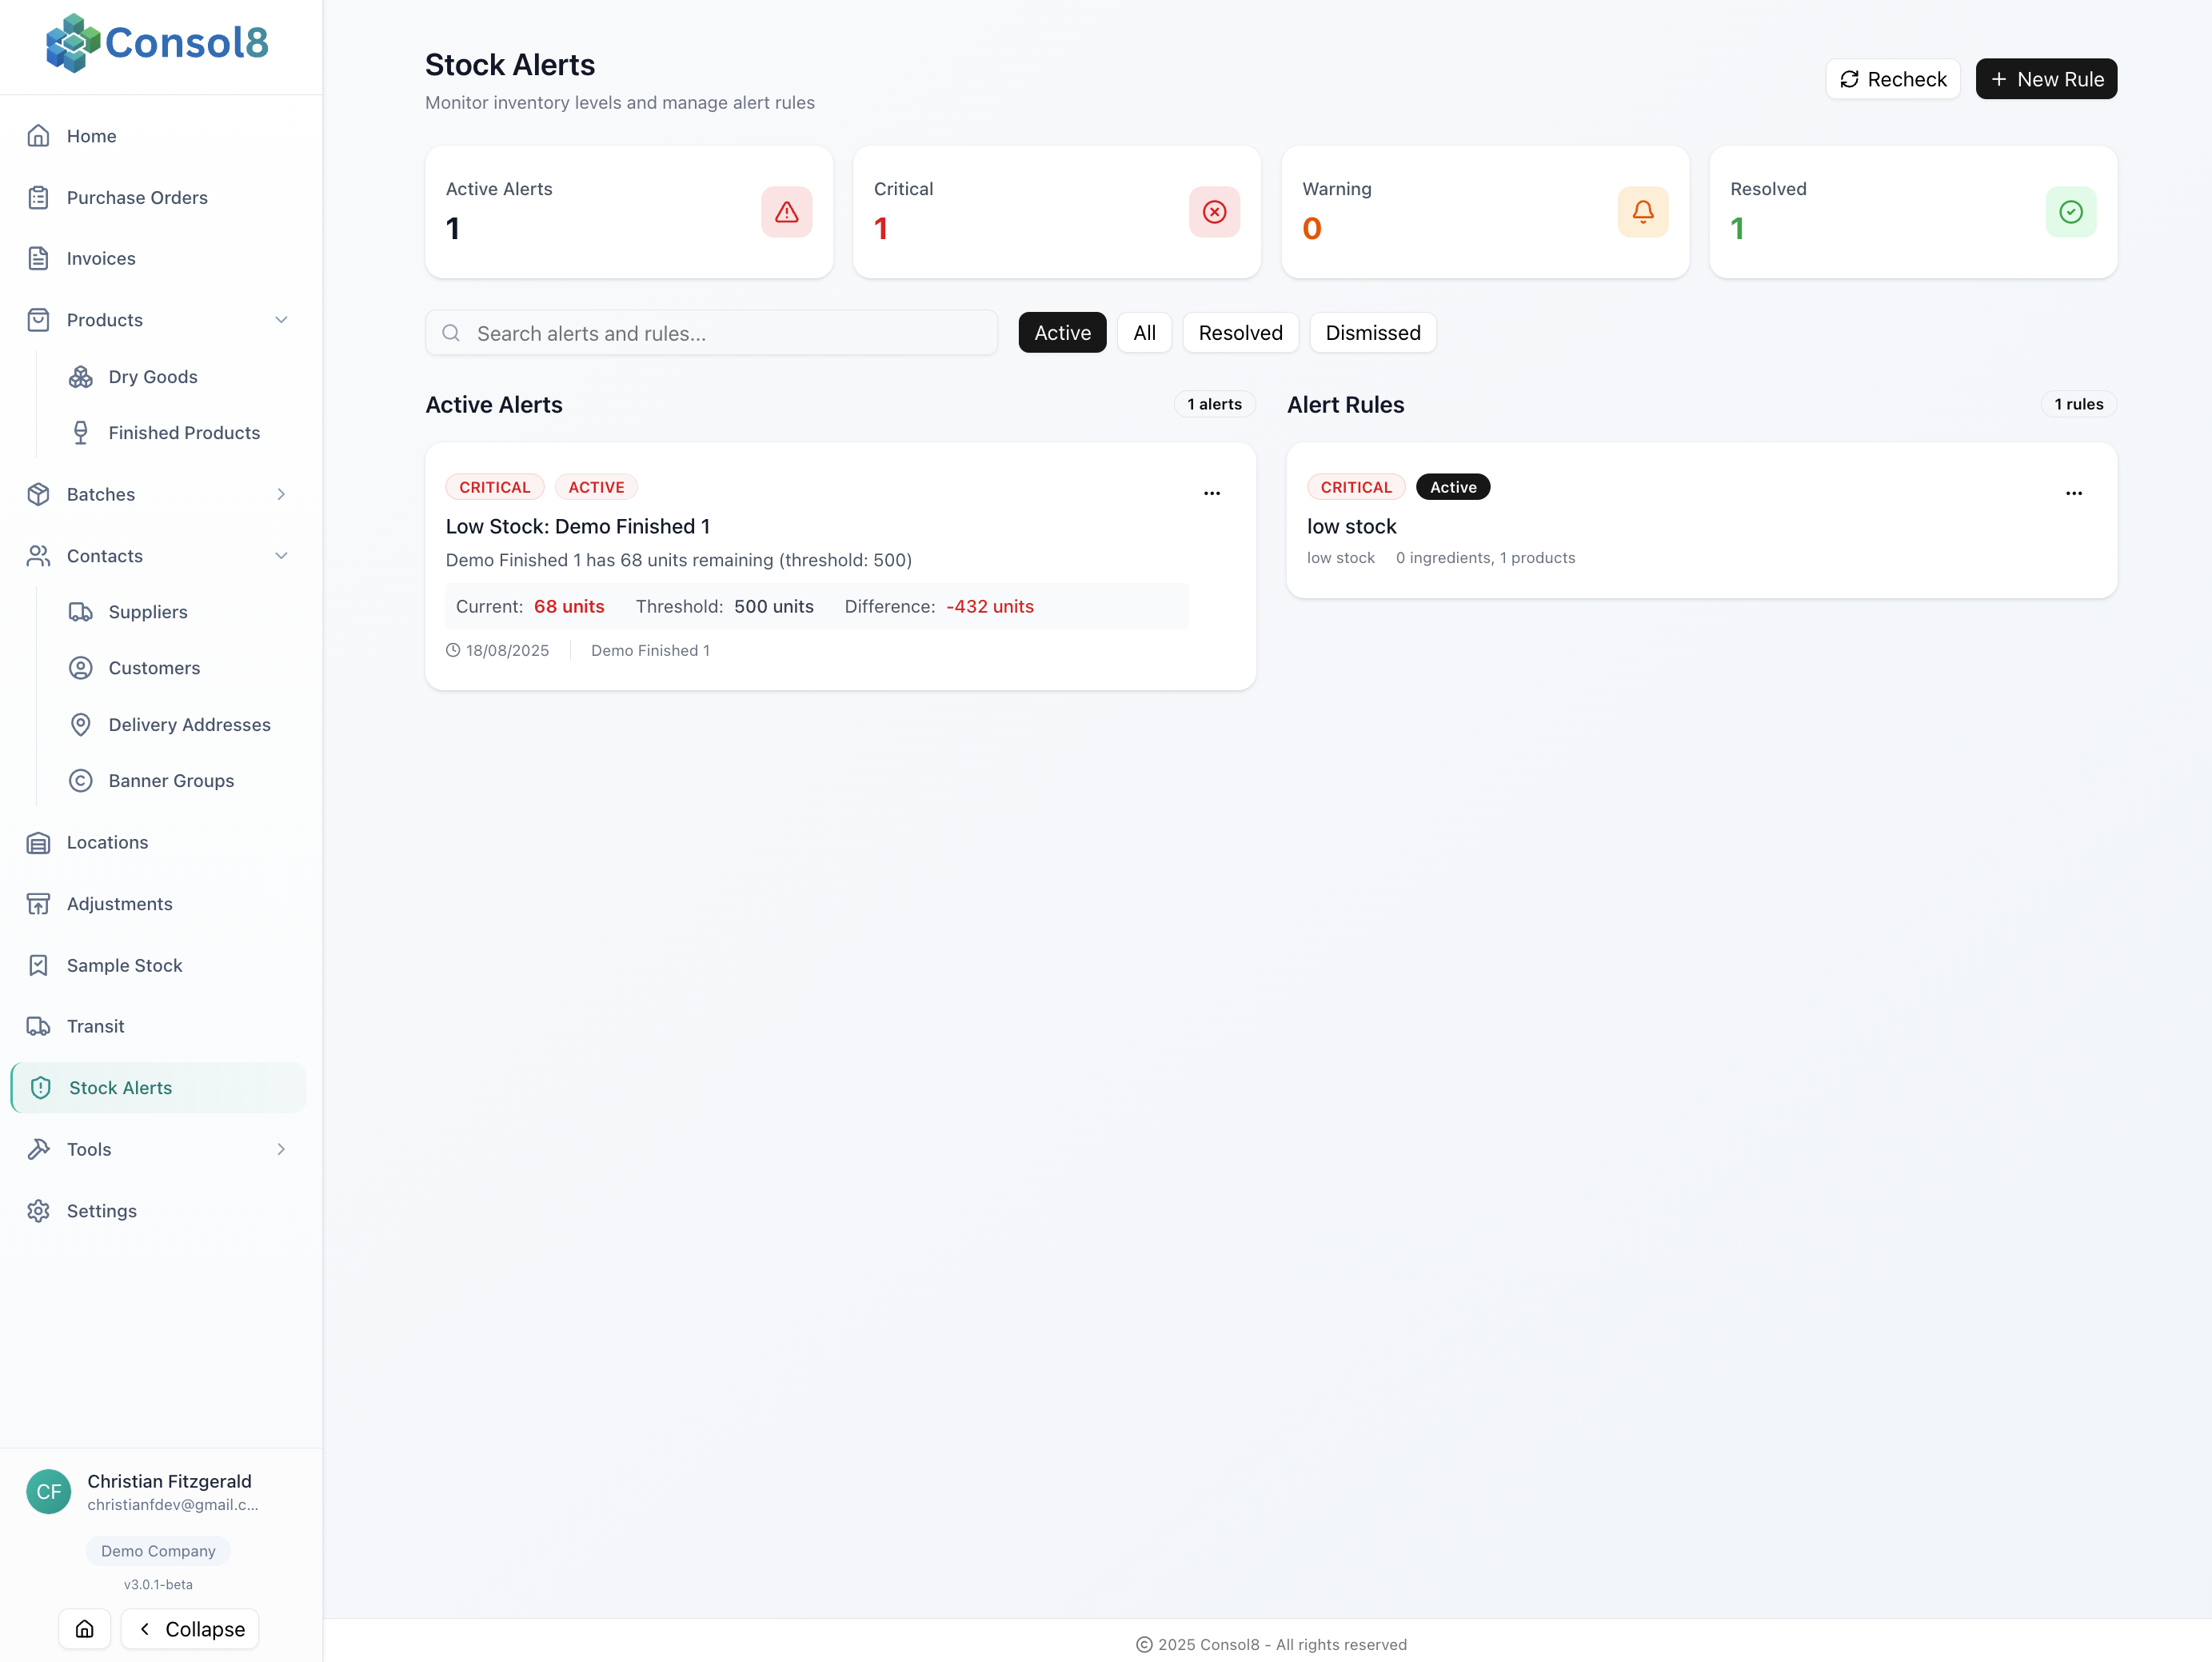 Consol8
Home
Purchase Orders
Invoices
Products
Dry Goods
Finished Products
Batches
Contacts
Suppliers
Customers
Delivery Addresses
Banner Groups
Locations
Adjustments
Sample Stock
Transit
Stock Alerts
Tools
Settings
CF
Christian Fitzgerald
christianfdev@gmail.c...
Demo Company
v3.0.1-beta
Collapse
Stock Alerts
Monitor inventory levels and manage alert rules
Recheck
New Rule
Active Alerts
1
Critical
1
Warning
0
Resolved
1
Search alerts and rules...
Active
All
Resolved
Dismissed
Active Alerts
1 alerts
CRITICAL
ACTIVE
Low Stock: Demo Finished 1
Demo Finished 1 has 68 units remaining (threshold: 500)
Current: 68 units Threshold: 500 units Difference: -432 units
18/08/2025 Demo Finished 1
Alert Rules
1 rules
CRITICAL
Active
low stock
low stock 0 ingredients, 1 products
© 2025 Consol8 - All rights reserved